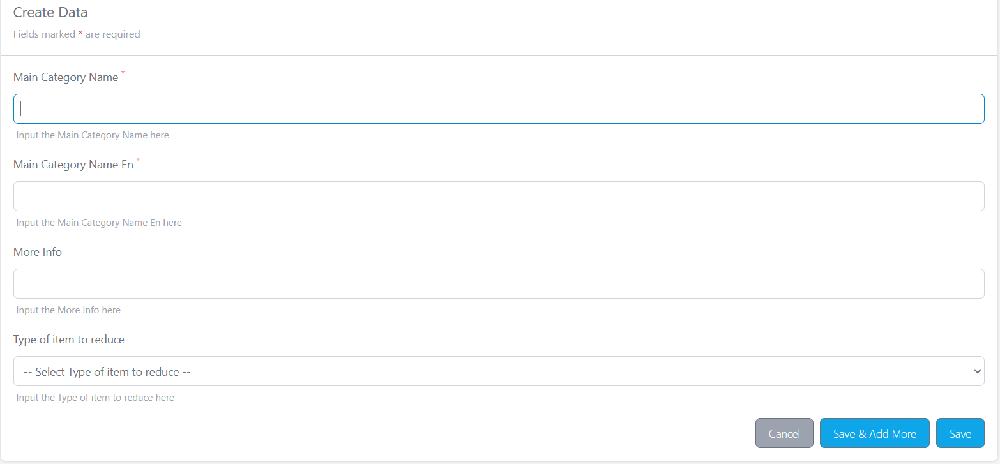 Create Data
Fields marked * are required
Main Category Name *
Input the Main Category Name here
Main Category Name En *
Input the Main Category Name En here
More Info
Input the More Info here
Type of item to reduce
-- Select Type of item to reduce --
Input the Type of item to reduce here
Cancel Save & Add More Save